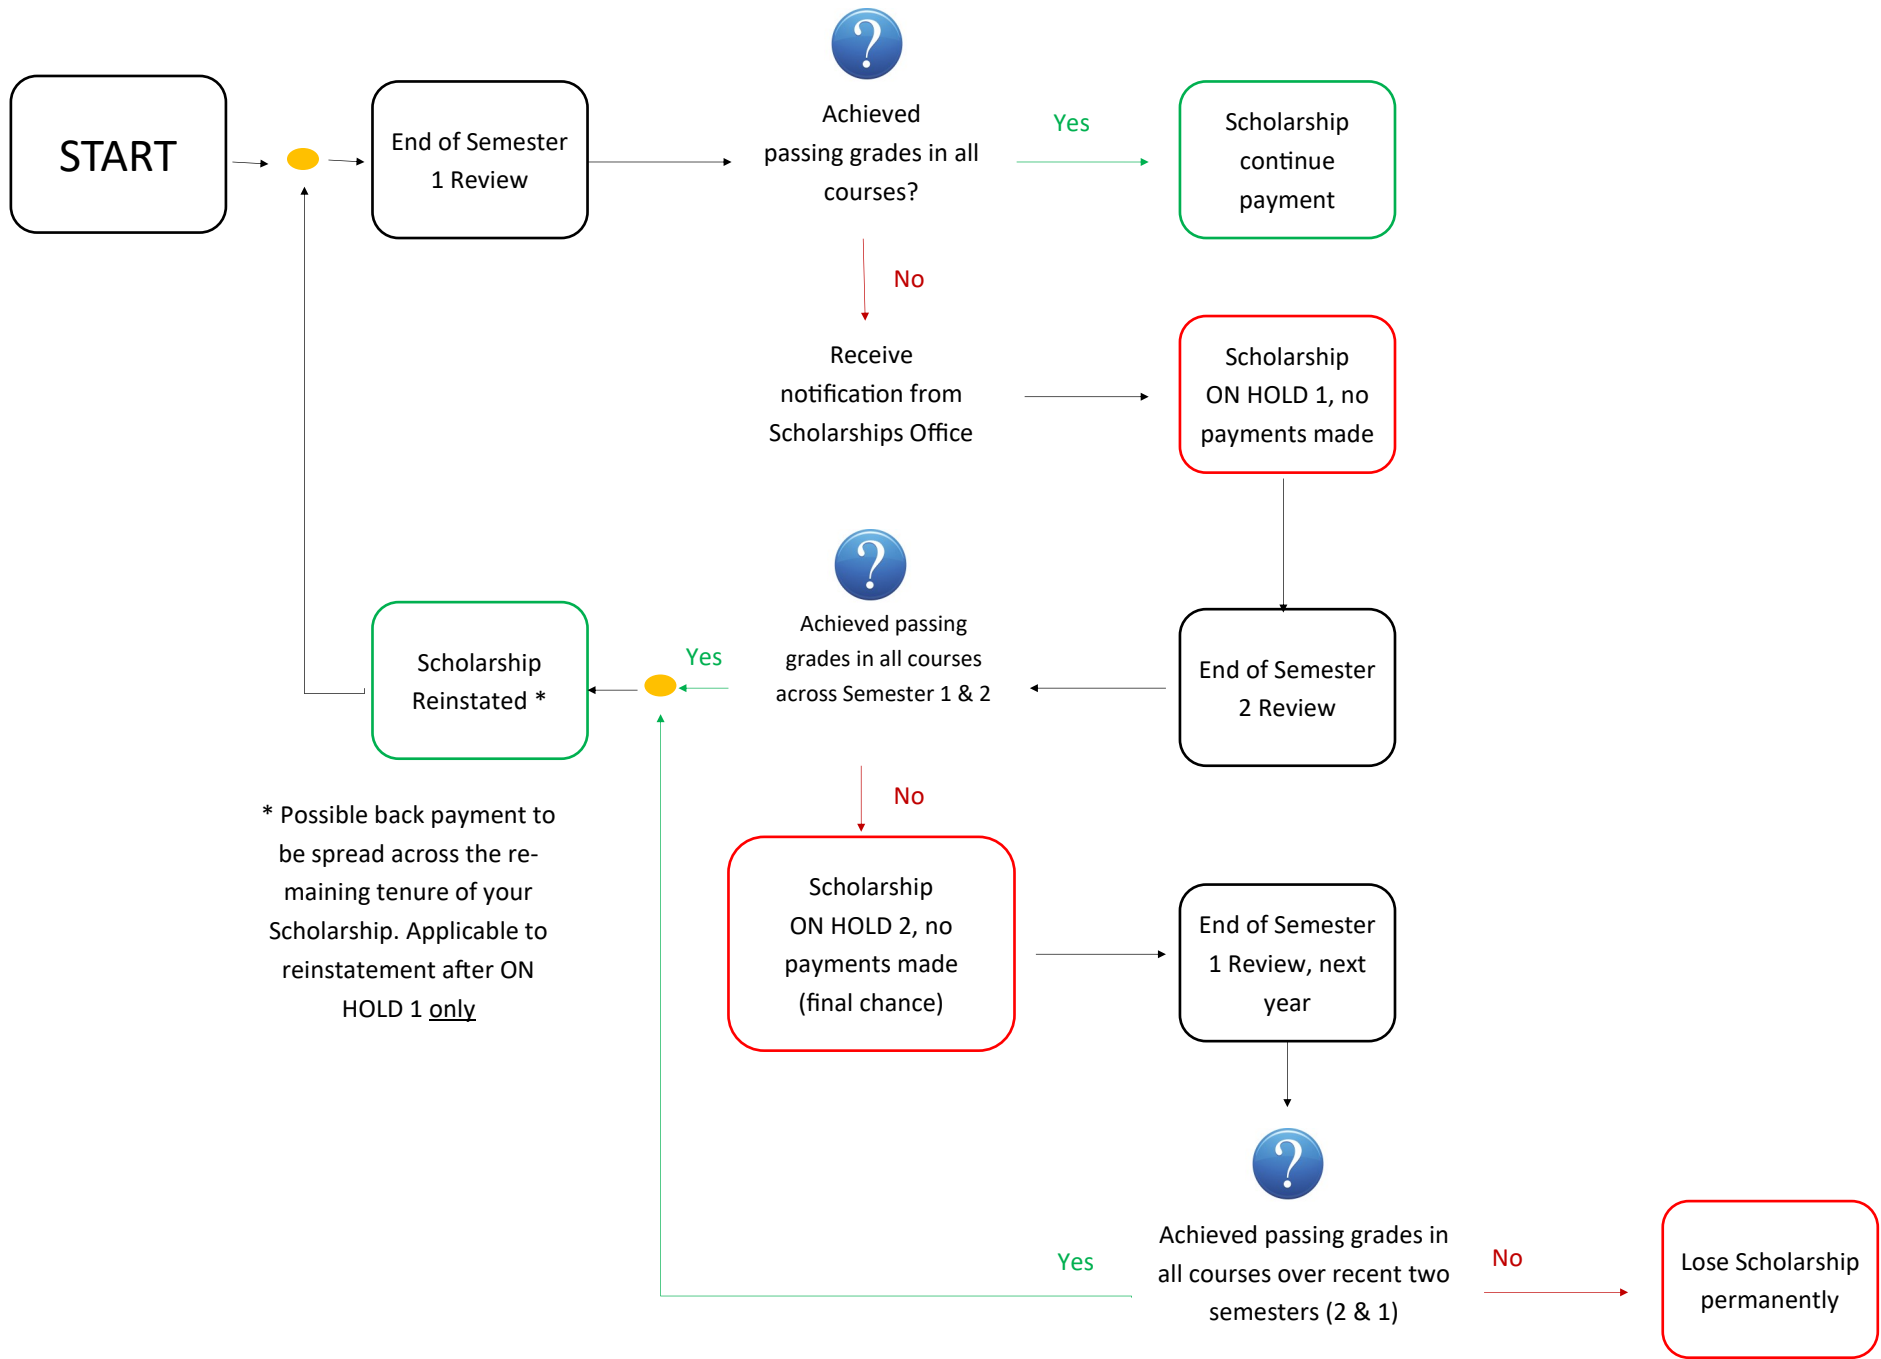 START
End of Semester
1 Review
?
Achieved
passing grades in all
courses?
Yes
Scholarship
continue
payment
No
Receive
notification from
Scholarships Office
Scholarship
ON HOLD 1, no
payments made
?
Achieved passing
grades in all courses
across Semester 1 & 2
End of Semester
2 Review
Yes
Scholarship
Reinstated *
* Possible back payment to
be spread across the re-
maining tenure of your
Scholarship. Applicable to
reinstatement after ON
HOLD 1 only
No
Scholarship
ON HOLD 2, no
payments made
(final chance)
End of Semester
1 Review, next
year
?
Achieved passing grades in
all courses over recent two
semesters (2 & 1)
Yes
No
Lose Scholarship
permanently